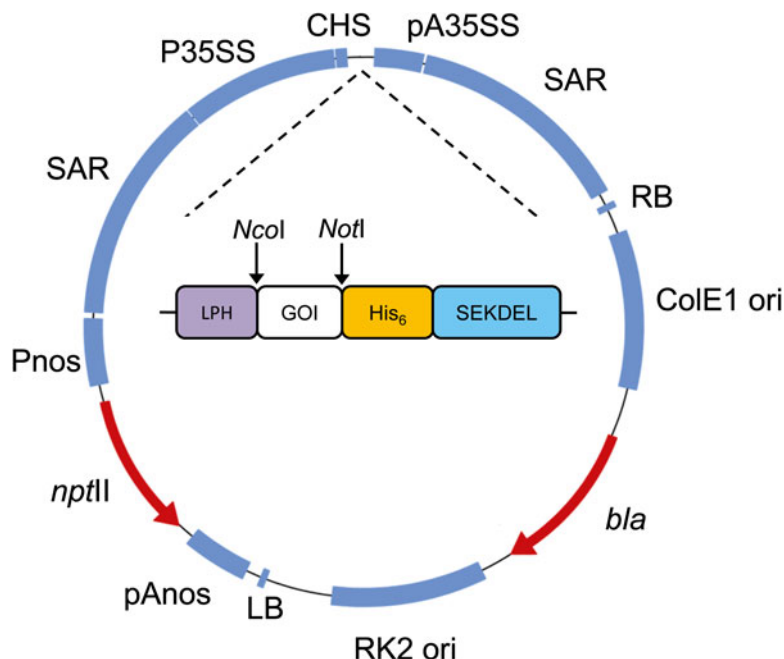 CHS
pA35SS
P35SS
SAR
SAR
RB
NcoI
NotI
LPH
GOI
His₆
SEKDEL
ColE1 ori
Pnos
nptII
bla
pAnos
LB
RK2 ori